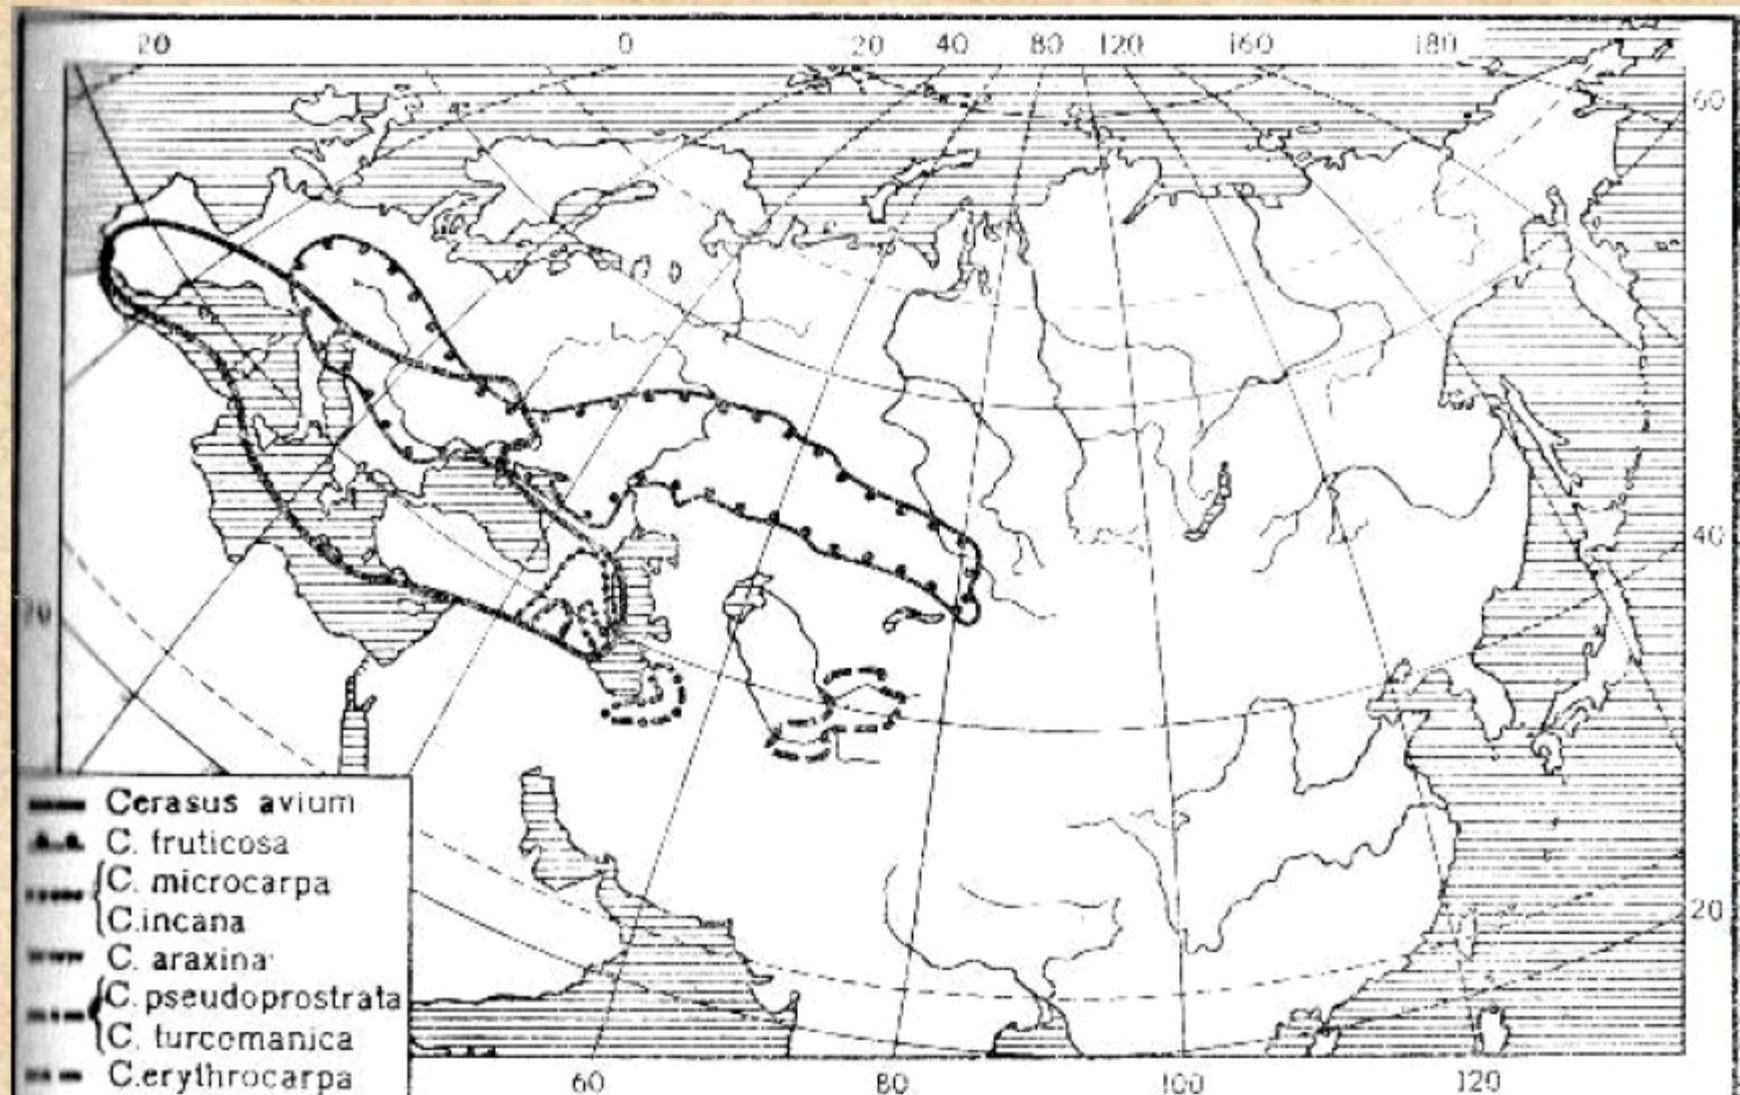 20 0 20 40 80 120 160 180
60
40
20
Cerasus avium
C. fruticosa
C. microcarpa
C.incana
C. araxina
C. pseudoprostrata
C. turcomanica
C.erythrocarpa
60 80 100 120